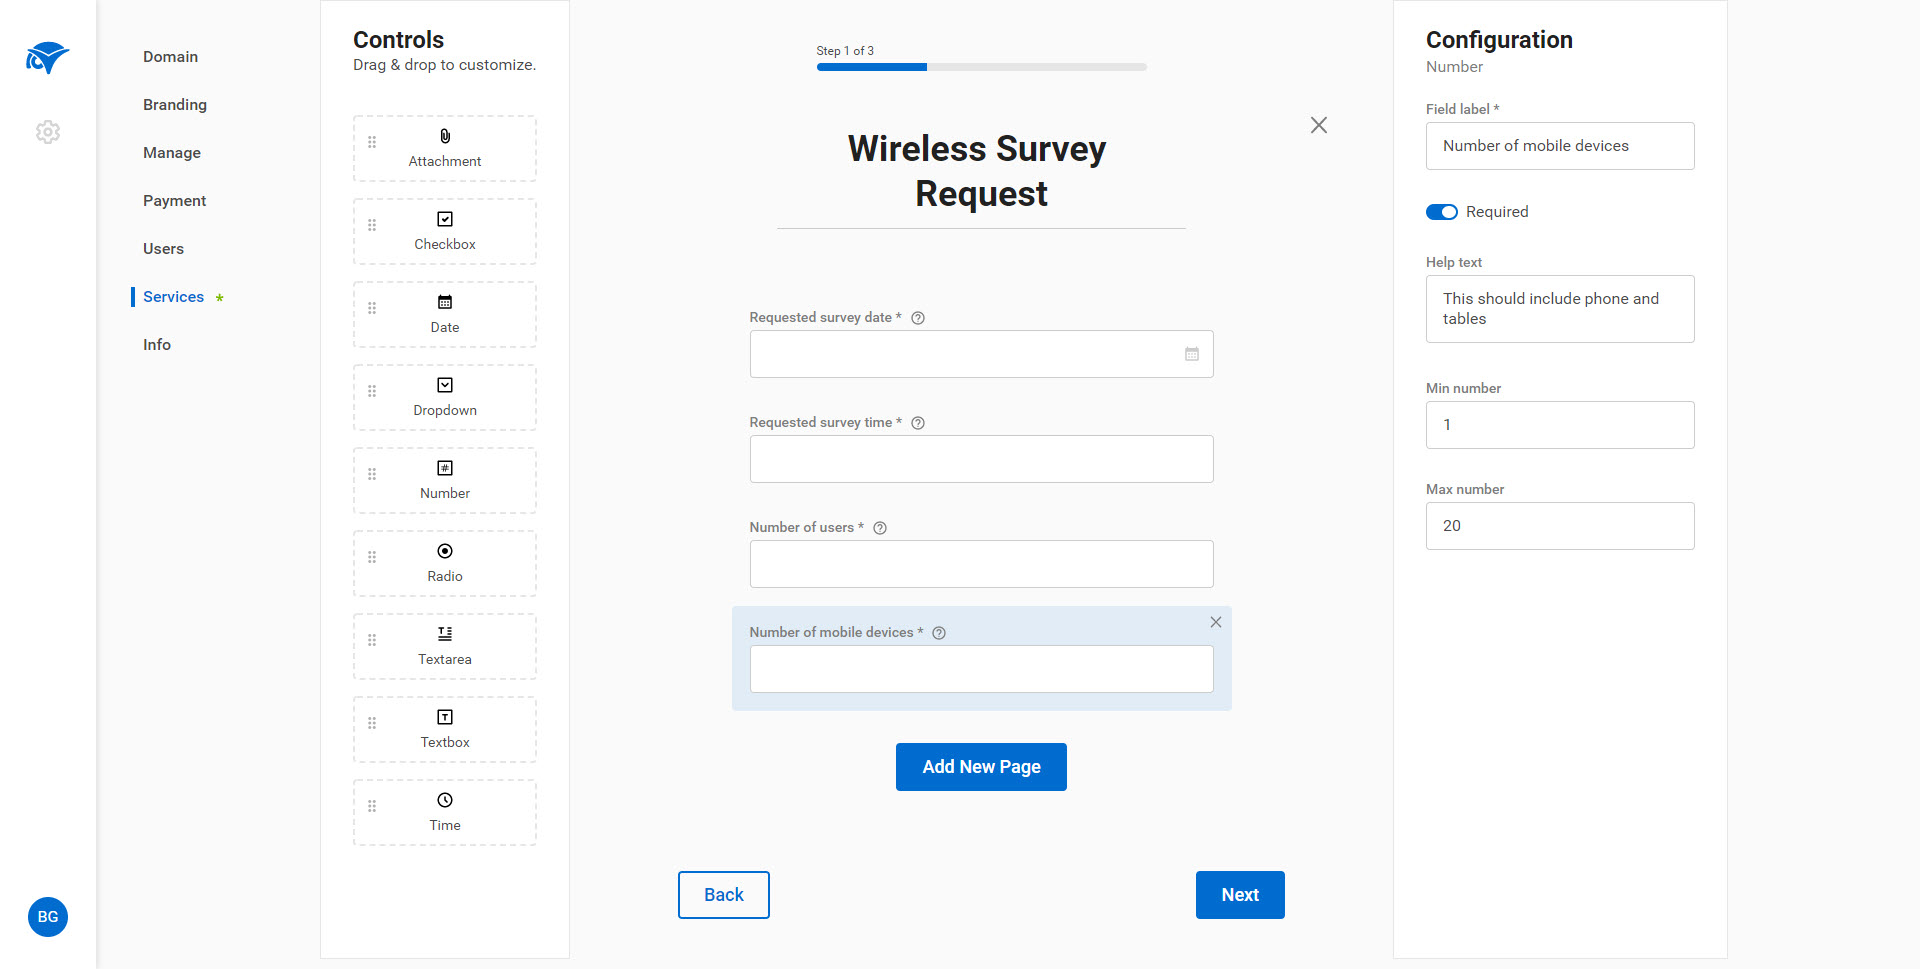 Domain
Branding
Manage
Payment
Users
Services *
Info
BG
Controls
Drag & drop to customize.
Attachment
Checkbox
Date
Dropdown
Number
Radio
Textarea
Textbox
Time
Step 1 of 3
Wireless Survey
Request
Requested survey date *
Requested survey time *
Number of users *
Number of mobile devices *
Add New Page
Back
Next
Configuration
Number
Field label *
Number of mobile devices
Required
Help text
This should include phone and
tables
Min number
1
Max number
20